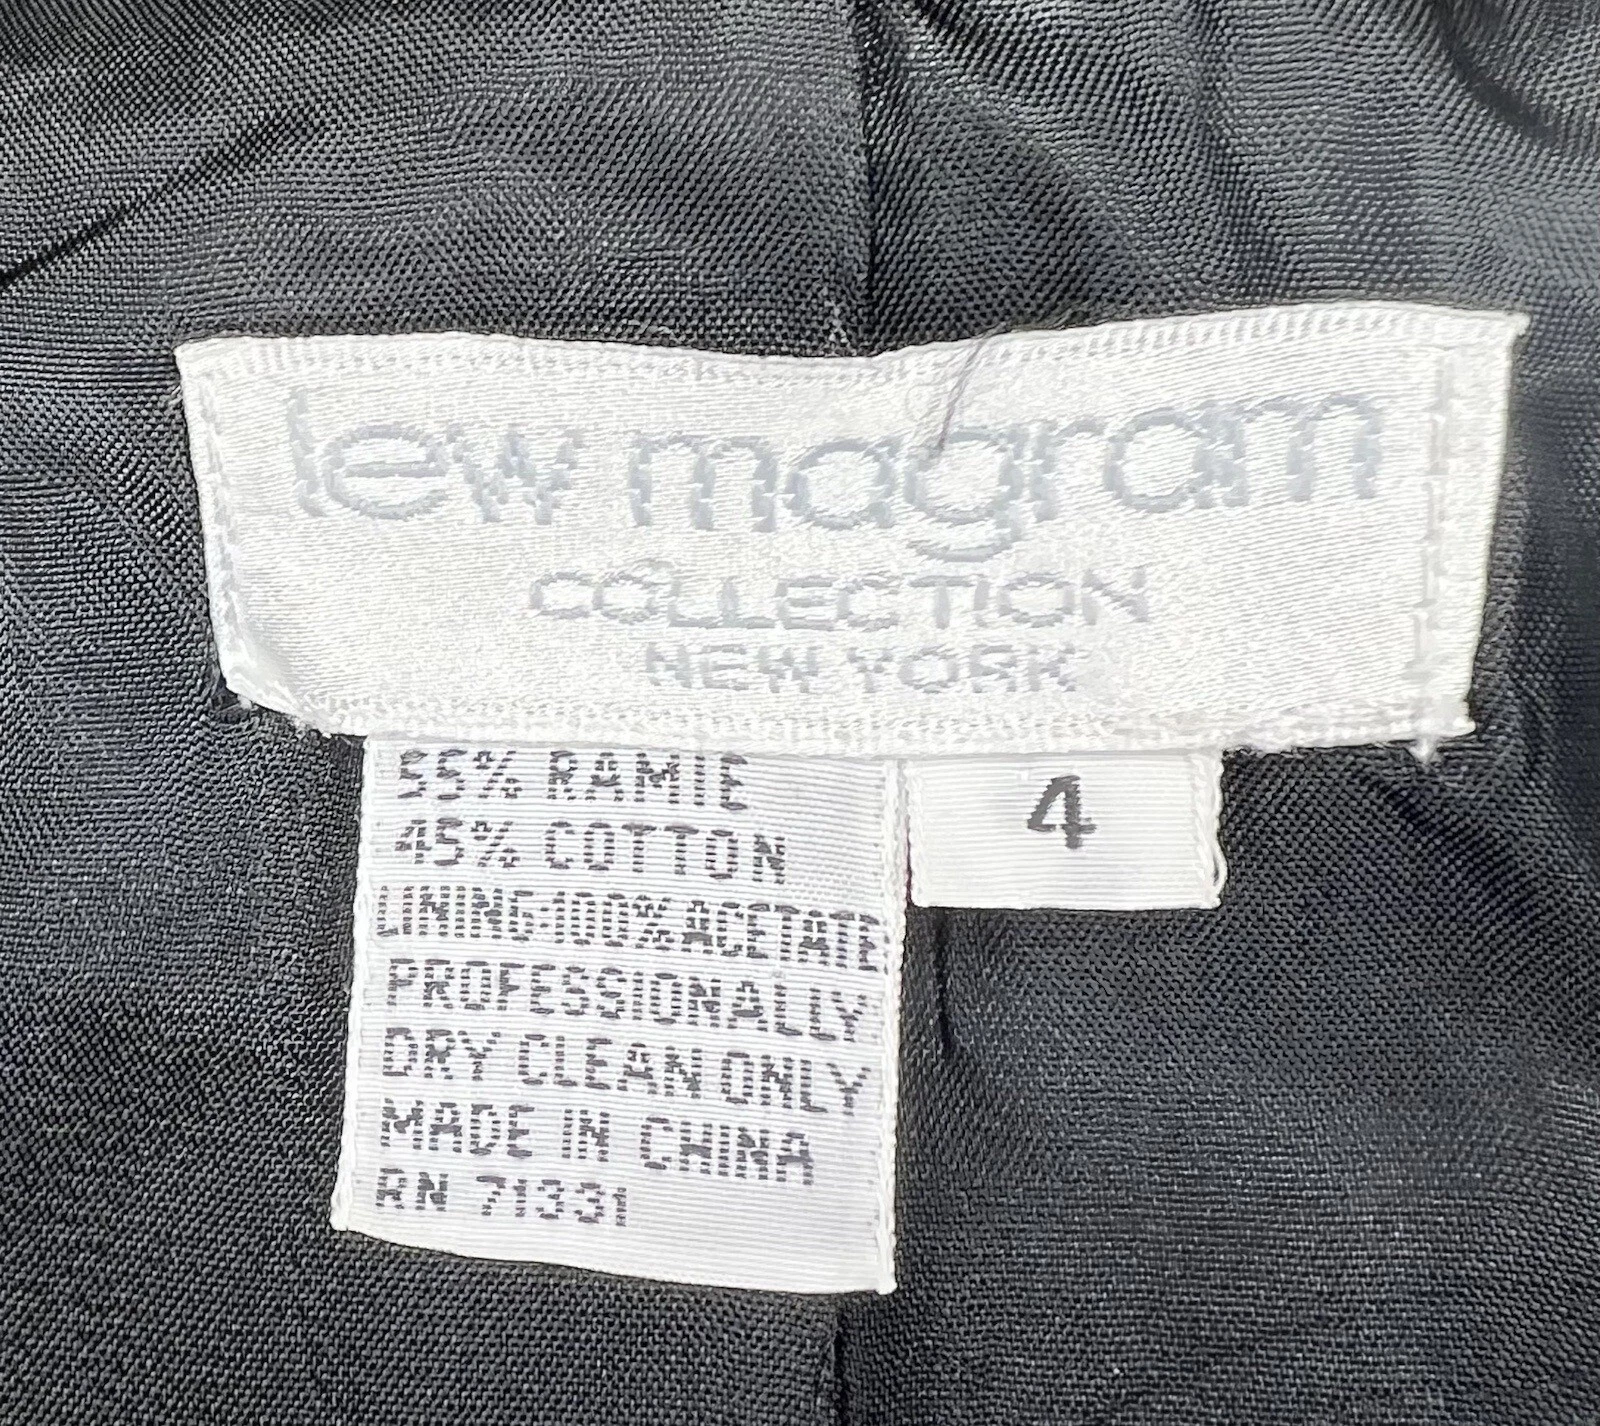 lew magram
COLLECTION
NEW YORK
4
55% RAMIE
45% COTTON
LINING:100% ACETATE
PROFESSIONALLY
DRY CLEAN ONLY
MADE IN CHINA
RN 71331